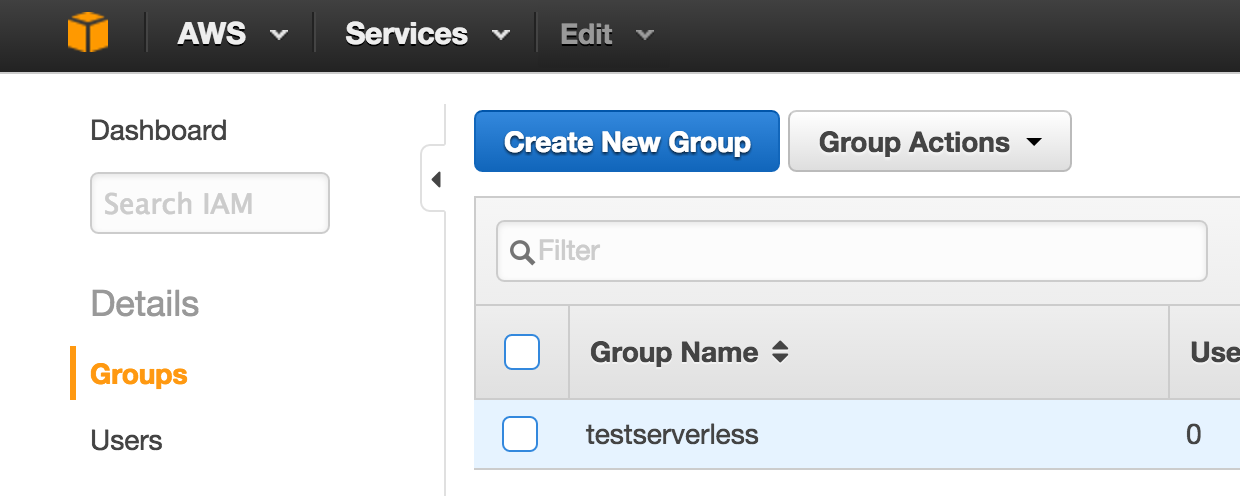 AWS Services Edit
Dashboard
Create New Group Group Actions
Search IAM
Filter
Details
Group Name Use
Groups
testserverless 0
Users